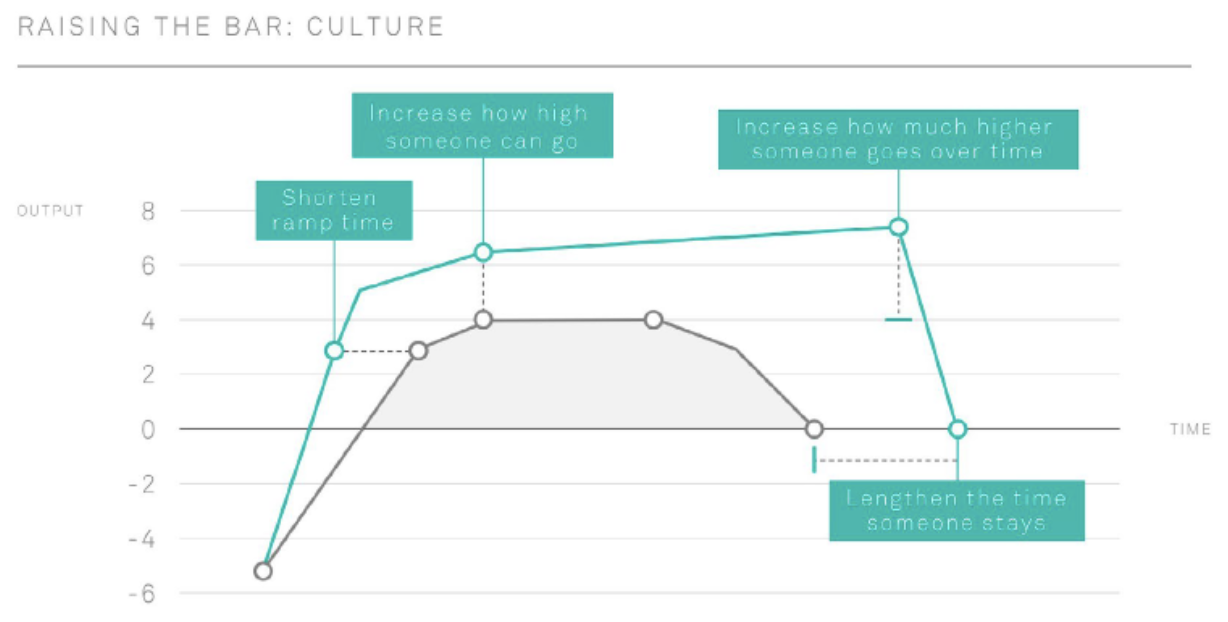 RAISING THE BAR: CULTURE
Increase how high
someone can go
Increase how much higher
someone goes over time
Shorten
ramp time
OUTPUT
8
6
4
2
0
TIME
-2
Lengthen the time
someone stays
-4
-6